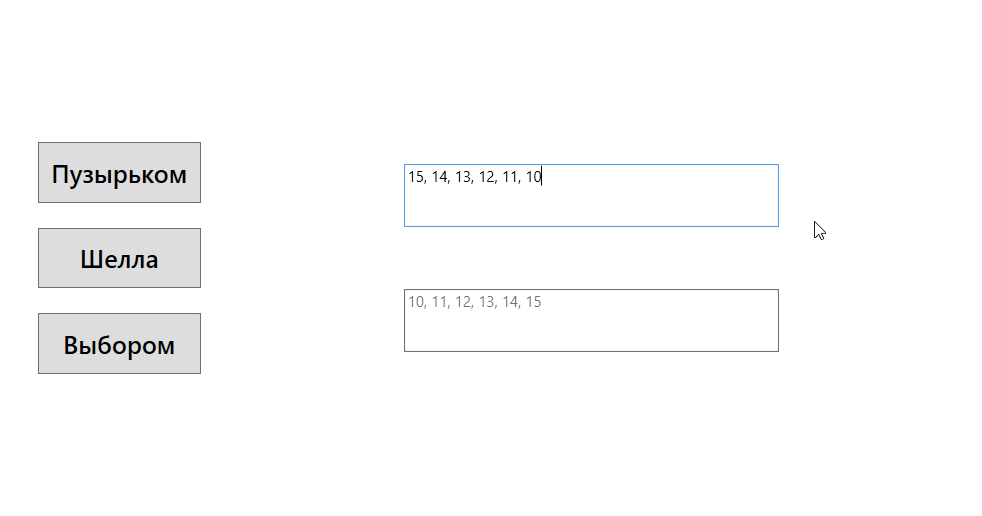 Пузырьком
15, 14, 13, 12, 11, 10
Шелла
10, 11, 12, 13, 14, 15
Выбором